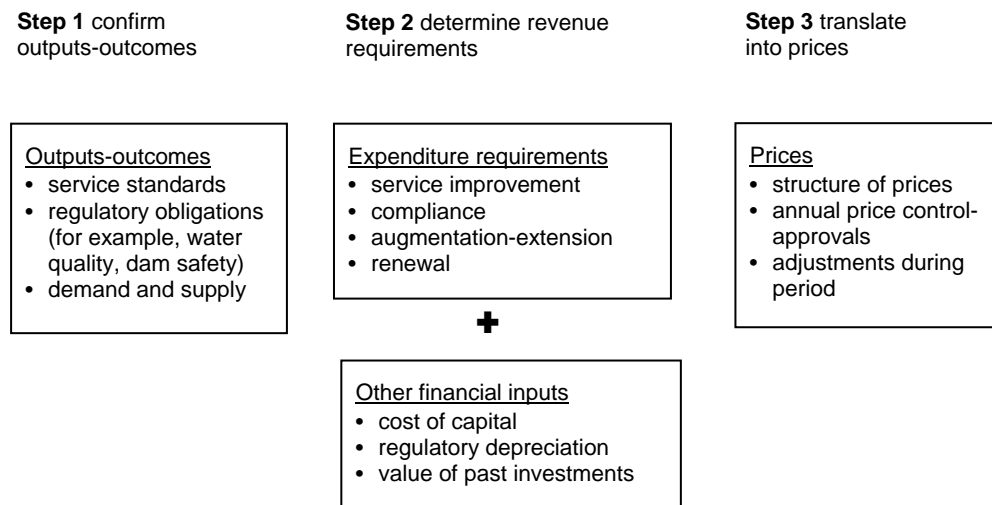 Step 1 confirm
outputs-outcomes
Step 2 determine revenue
requirements
Step 3 translate
into prices
Outputs-outcomes
• service standards
• regulatory obligations
(for example, water
quality, dam safety)
• demand and supply
Expenditure requirements
• service improvement
• compliance
• augmentation-extension
• renewal
+
Other financial inputs
• cost of capital
• regulatory depreciation
• value of past investments
Prices
• structure of prices
• annual price control-
approvals
• adjustments during
period